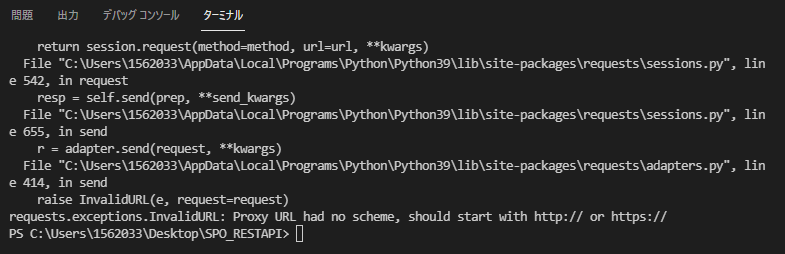 問題 出力 デバッグ コンソール ターミナル
return session.request(method=method, url=url, **kwargs)
File "C:\Users\1562033\AppData\Local\Programs\Python\Python39\lib\site-packages\requests\sessions.py", lin
e 542, in request
resp = self.send(prep, **send_kwargs)
File "C:\Users\1562033\AppData\Local\Programs\Python\Python39\lib\site-packages\requests\sessions.py", lin
e 655, in send
r = adapter.send(request, **kwargs)
File "C:\Users\1562033\AppData\Local\Programs\Python\Python39\lib\site-packages\requests\adapters.py", lin
e 414, in send
raise InvalidURL(e, request=request)
requests.exceptions.InvalidURL: Proxy URL had no scheme, should start with http:// or https://
PS C:\Users\1562033\Desktop\SPO_RESTAPI>